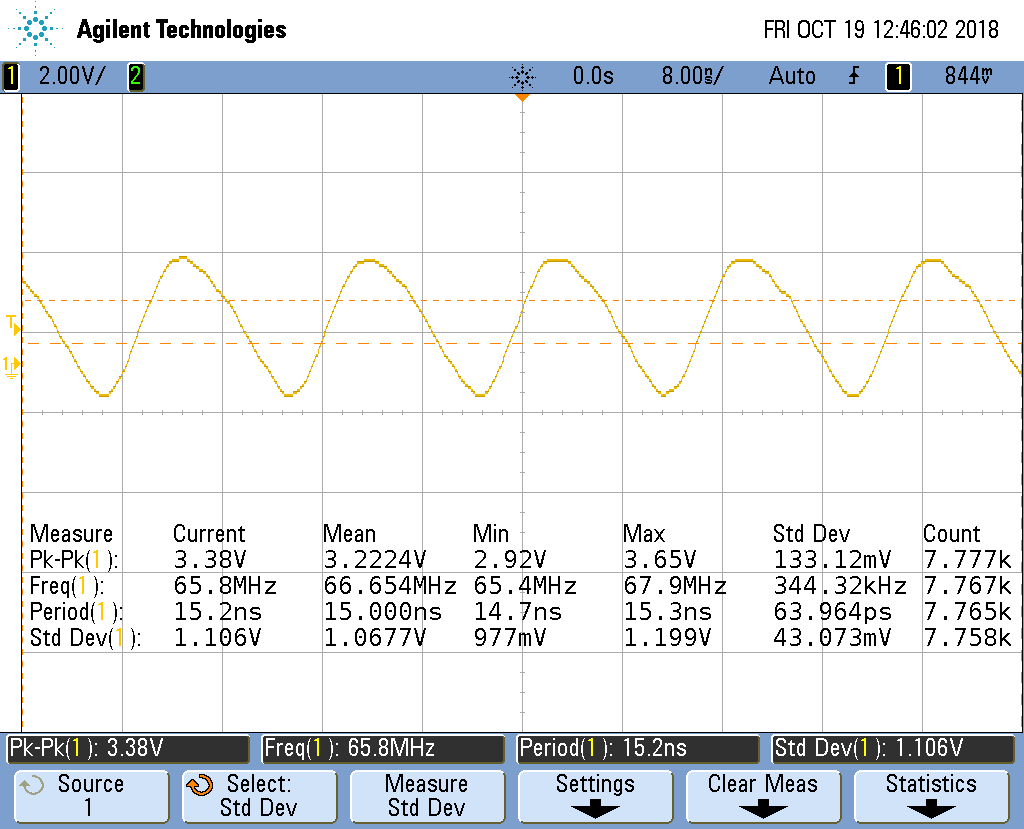 Agilent Technologies
FRI OCT 19 12:46:02 2018
1 2.00V/ 2 0.0s 8.00ns/ Auto 1 844mV
T
1
Measure Current Mean Min Max Std Dev Count
Pk-Pk(1): 3.38V 3.2224V 2.92V 3.65V 133.12mV 7.777k
Freq(1): 65.8MHz 66.654MHz 65.4MHz 67.9MHz 344.32kHz 7.767k
Period(1): 15.2ns 15.000ns 14.7ns 15.3ns 63.964ps 7.765k
Std Dev(1): 1.106V 1.0677V 977mV 1.199V 43.073mV 7.758k
Pk-Pk(1): 3.38V Freq(1): 65.8MHz Period(1): 15.2ns Std Dev(1): 1.106V
Source Select: Measure Settings Clear Meas Statistics
1 Std Dev Std Dev